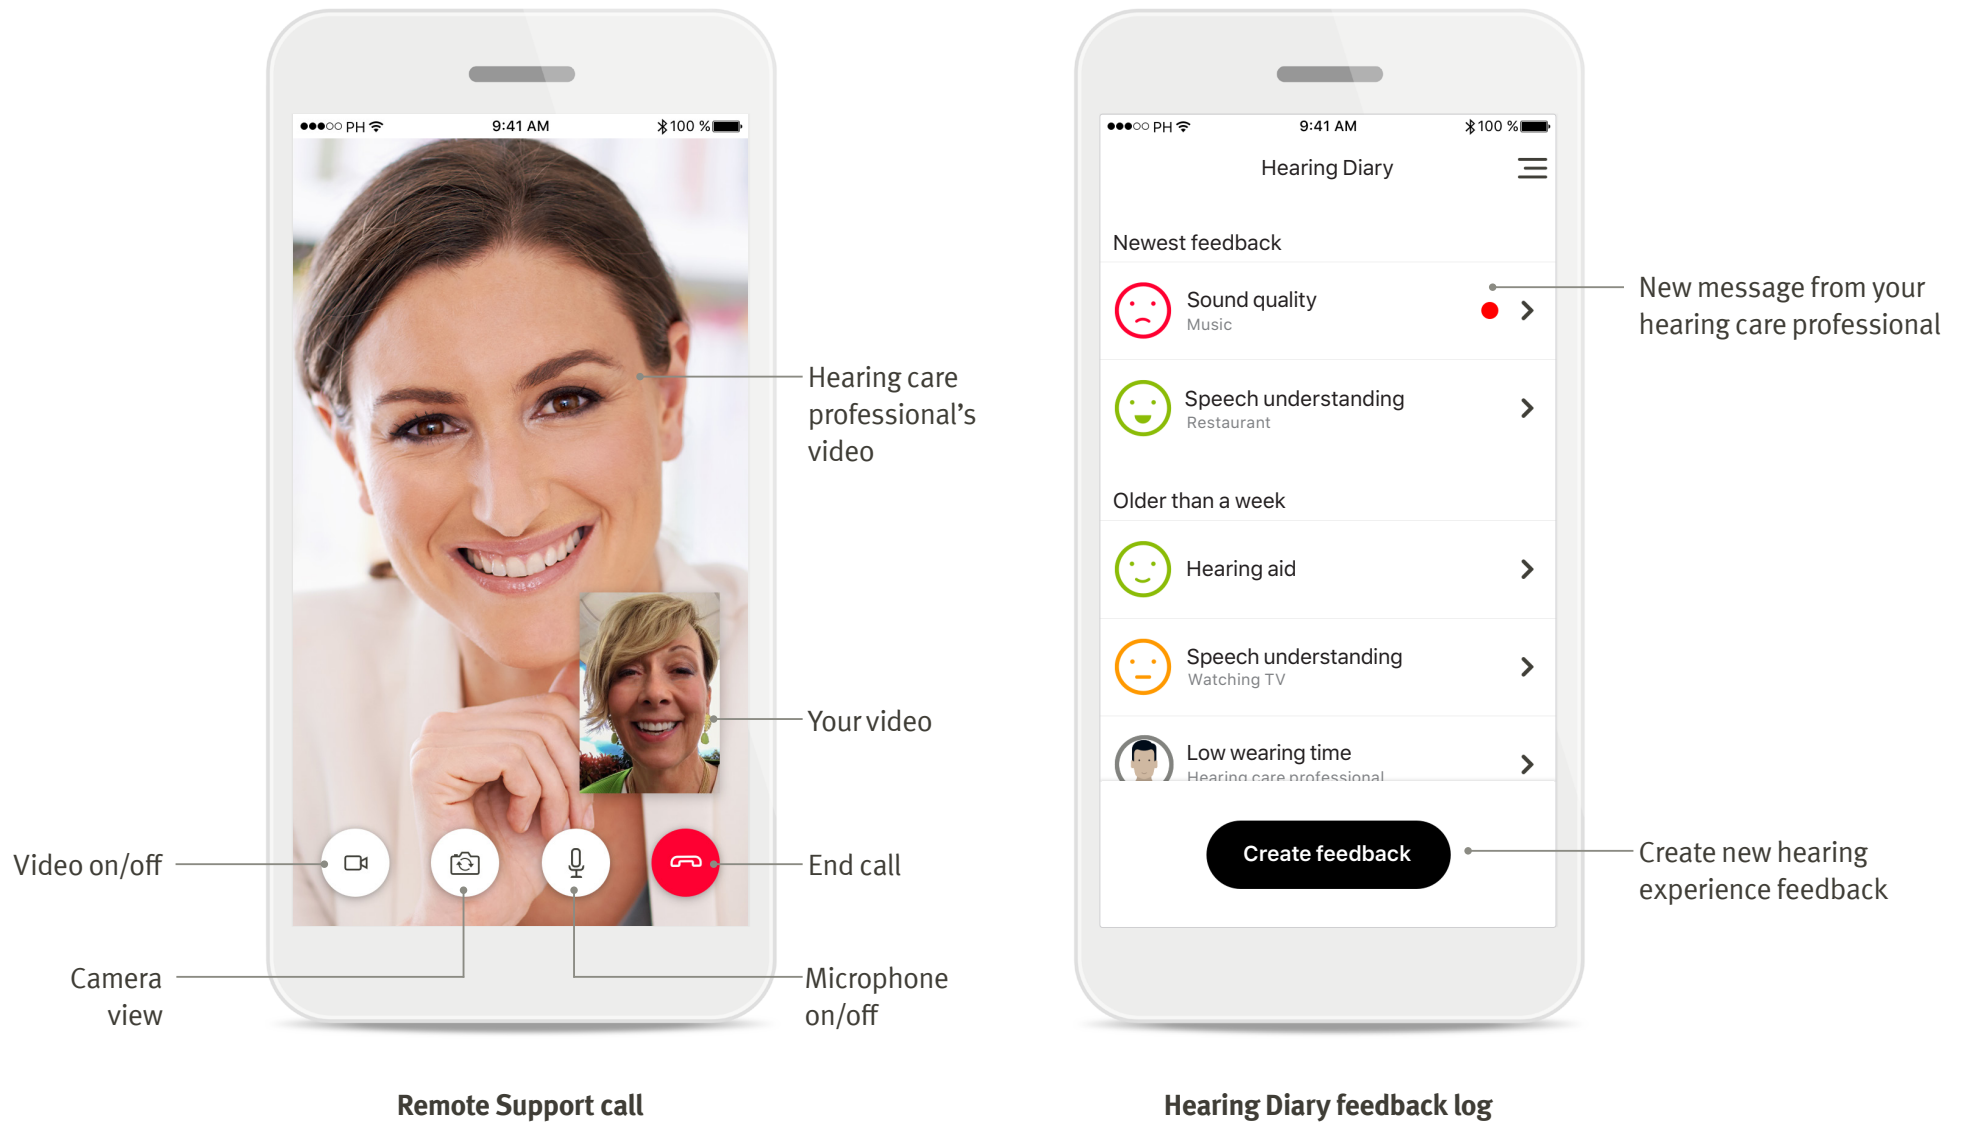 PH
9:41 AM
100 %
Hearing care
professional's
video
Your video
Video on/off
End call
Camera
view
Microphone
on/off
Remote Support call
PH
9:41 AM
100 %
Hearing Diary
Newest feedback
Sound quality
Music
New message from your
hearing care professional
Speech understanding
Restaurant
Older than a week
Hearing aid
Speech understanding
Watching TV
Low wearing time
Hearing care professional
Create feedback
Create new hearing
experience feedback
Hearing Diary feedback log